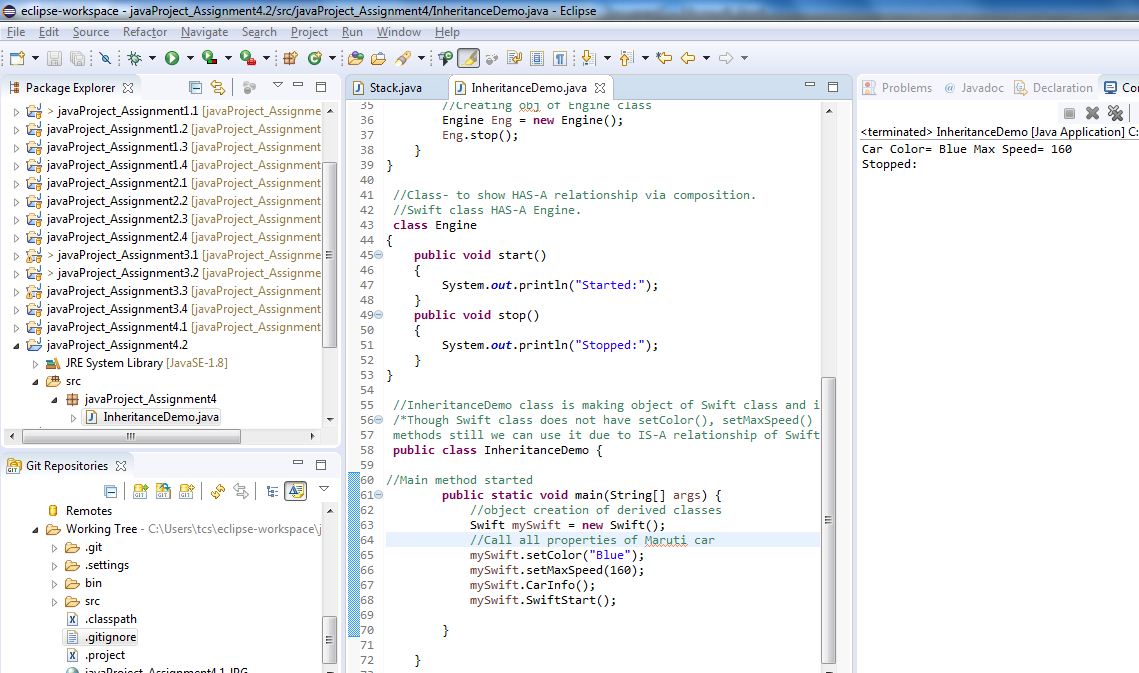 eclipse-workspace - javaProject_Assignment4.2/src/javaProject_Assignment4/InheritanceDemo.java - Eclipse
File Edit Source Refactor Navigate Search Project Run Window Help
Package Explorer
> javaProject_Assignment1.1 [javaProject_Assignme
javaProject_Assignment1.2 [javaProject_Assignment
javaProject_Assignment1.3 [javaProject_Assignment
javaProject_Assignment1.4 [javaProject_Assignment
javaProject_Assignment2.1 [javaProject_Assignment
javaProject_Assignment2.2 [javaProject_Assignment
javaProject_Assignment2.3 [javaProject_Assignment
javaProject_Assignment2.4 [javaProject_Assignment
> javaProject_Assignment3.1 [javaProject_Assignme
> javaProject_Assignment3.2 [javaProject_Assignme
javaProject_Assignment3.3 [javaProject_Assignment
javaProject_Assignment3.4 [javaProject_Assignment
javaProject_Assignment4.1 [javaProject_Assignment
javaProject_Assignment4.2
JRE System Library [JavaSE-1.8]
src
javaProject_Assignment4
InheritanceDemo.java
Git Repositories
Remotes
Working Tree - C:\Users\tcs\eclipse-workspace\j
.git
.settings
bin
src
.classpath
.gitignore
.project
javaProject_Assignment4.1.JPG
Stack.java InheritanceDemo.java
35 //Creating obj of Engine class
36 Engine Eng = new Engine();
37 Eng.stop();
38 }
39 }
40
41 //Class- to show HAS-A relationship via composition.
42 //Swift class HAS-A Engine.
43 class Engine
44 {
45 public void start()
46 {
47 System.out.println("Started:");
48 }
49 public void stop()
50 {
51 System.out.println("Stopped:");
52 }
53 }
54
55 //InheritanceDemo class is making object of Swift class and i
56 /*Though Swift class does not have setColor(), setMaxSpeed()
57 methods still we can use it due to IS-A relationship of Swift
58 public class InheritanceDemo {
59
60 //Main method started
61 public static void main(String[] args) {
62 //object creation of derived classes
63 Swift mySwift = new Swift();
64 //Call all properties of Maruti car
65 mySwift.setColor("Blue");
66 mySwift.setMaxSpeed(160);
67 mySwift.CarInfo();
68 mySwift.SwiftStart();
69
70 }
71
72 }
Problems @ Javadoc Declaration Co
<terminated> InheritanceDemo [Java Application] C:
Car Color= Blue Max Speed= 160
Stopped: